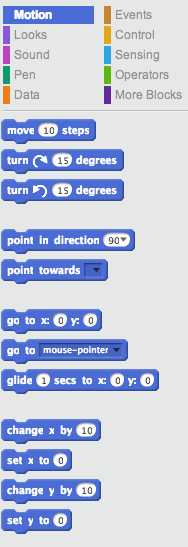 Motion Events
Looks Control
Sound Sensing
Pen Operators
Data More Blocks
move 10 steps
turn 15 degrees
turn 15 degrees
point in direction 90
point towards
go to x: 0 y: 0
go to mouse-pointer
glide 1 secs to x: 0 y: 0
change x by 10
set x to 0
change y by 10
set y to 0